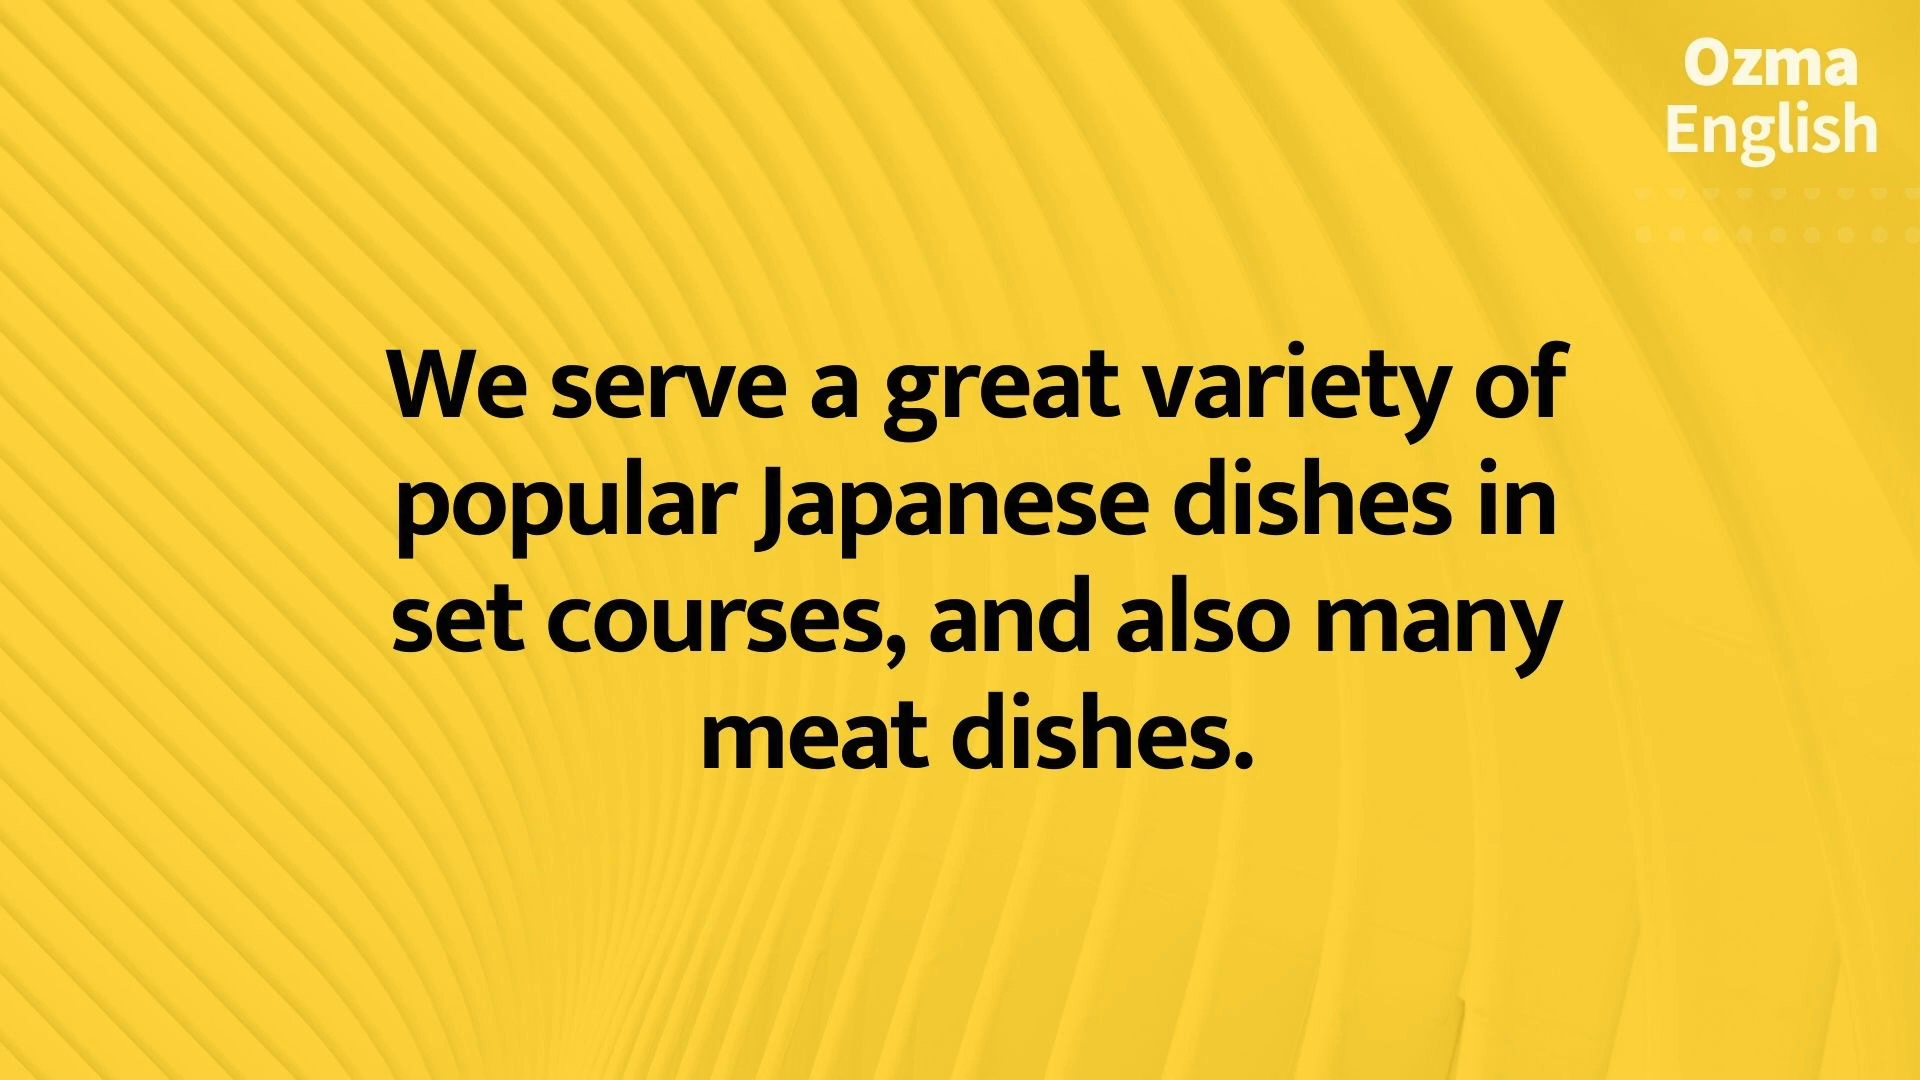 Ozma
English
We serve a great variety of
popular Japanese dishes in
set courses, and also many
meat dishes.